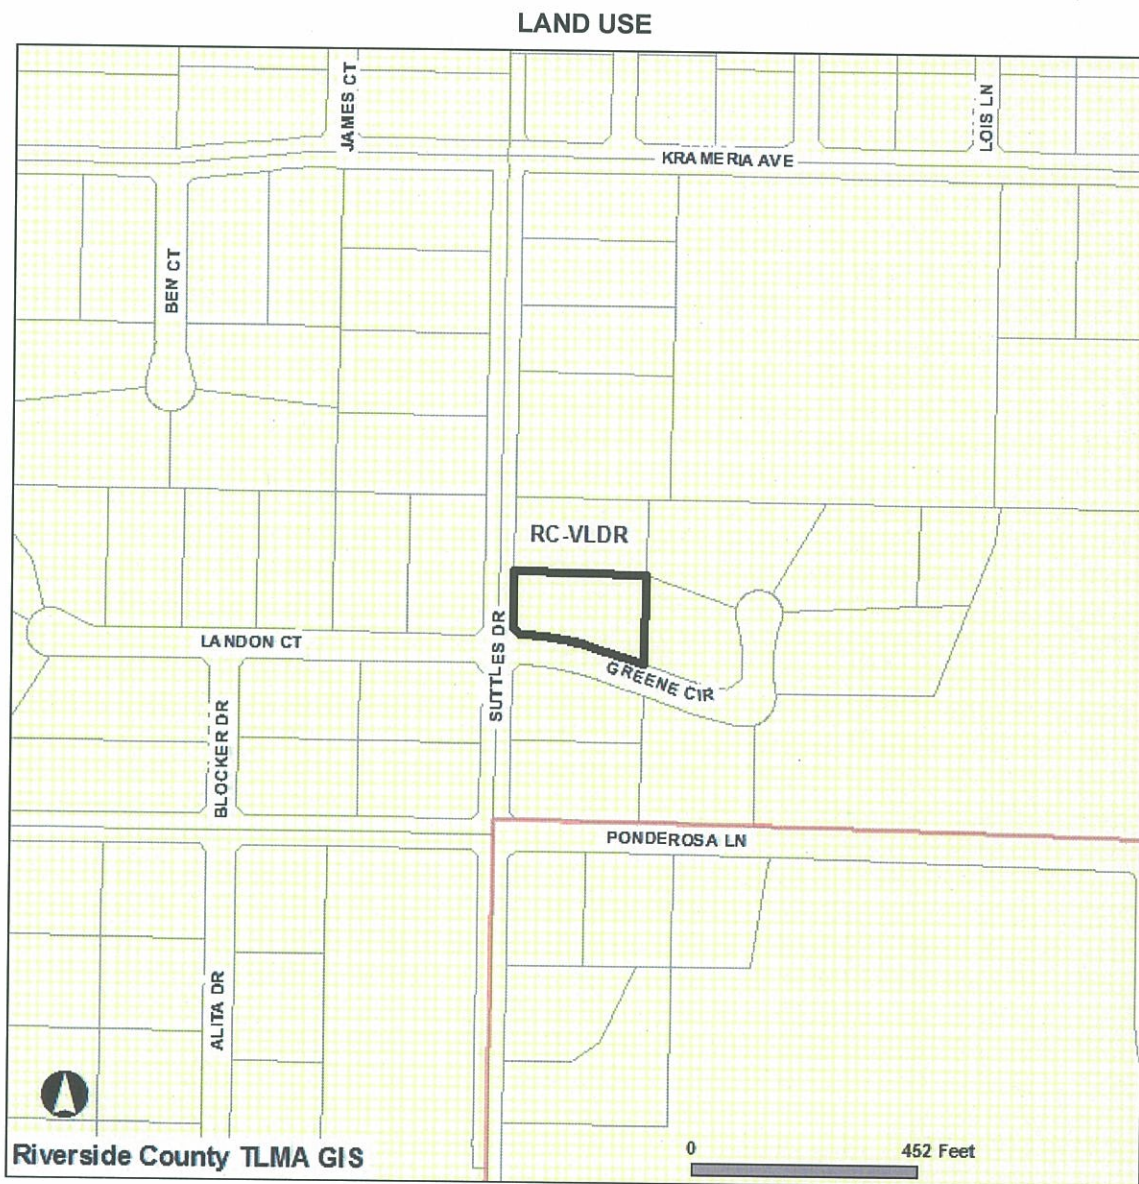 LAND USE
JAMES CT
LOIS LN
KRAMERIA AVE
BEN CT
RC-VLDR
LANDON CT
SUTTLES DR
GREENE CIR
BLOCKER DR
PONDEROSA LN
ALITA DR
Riverside County TLMA GIS
0
452 Feet